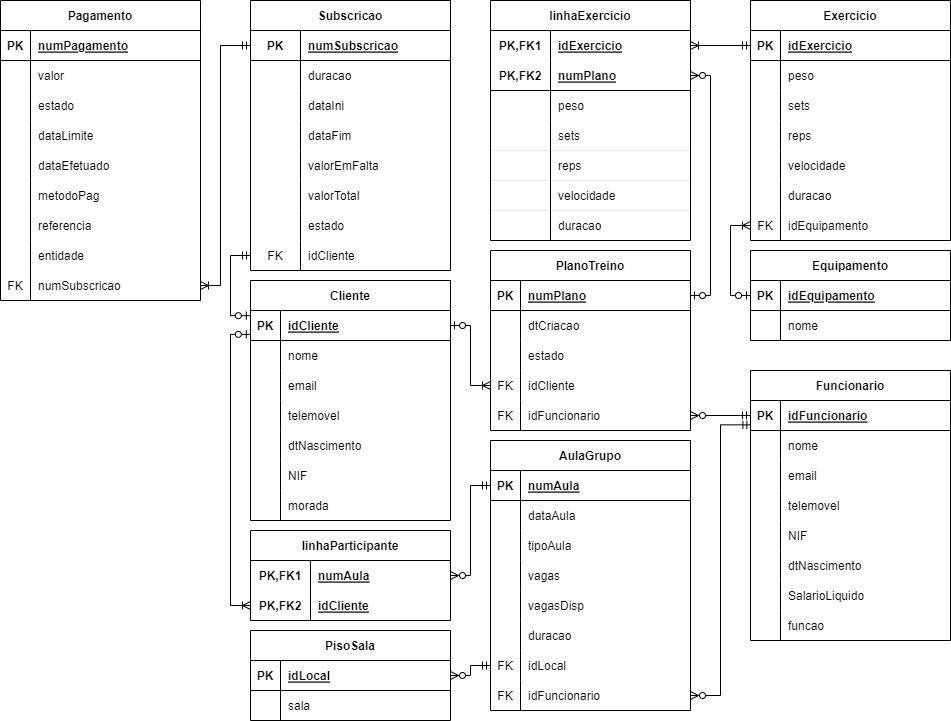 Pagamento
PK numPagamento
valor
estado
dataLimite
dataEfetuado
metodoPag
referencia
entidade
FK numSubscricao
Subscricao
PK numSubscricao
duracao
dataIni
dataFim
valorEmFalta
valorTotal
estado
FK idCliente
Cliente
PK idCliente
nome
email
telemovel
dtNascimento
NIF
morada
linhaParticipante
PK,FK1 numAula
PK,FK2 idCliente
PisoSala
PK idLocal
sala
linhaExercicio
PK,FK1 idExercicio
PK,FK2 numPlano
peso
sets
reps
velocidade
duracao
PlanoTreino
PK numPlano
dtCriacao
estado
FK idCliente
FK idFuncionario
AulaGrupo
PK numAula
dataAula
tipoAula
vagas
vagasDisp
duracao
FK idLocal
FK idFuncionario
Exercicio
PK idExercicio
peso
sets
reps
velocidade
duracao
FK idEquipamento
Equipamento
PK idEquipamento
nome
Funcionario
PK idFuncionario
nome
email
telemovel
NIF
dtNascimento
SalarioLiquido
funcao